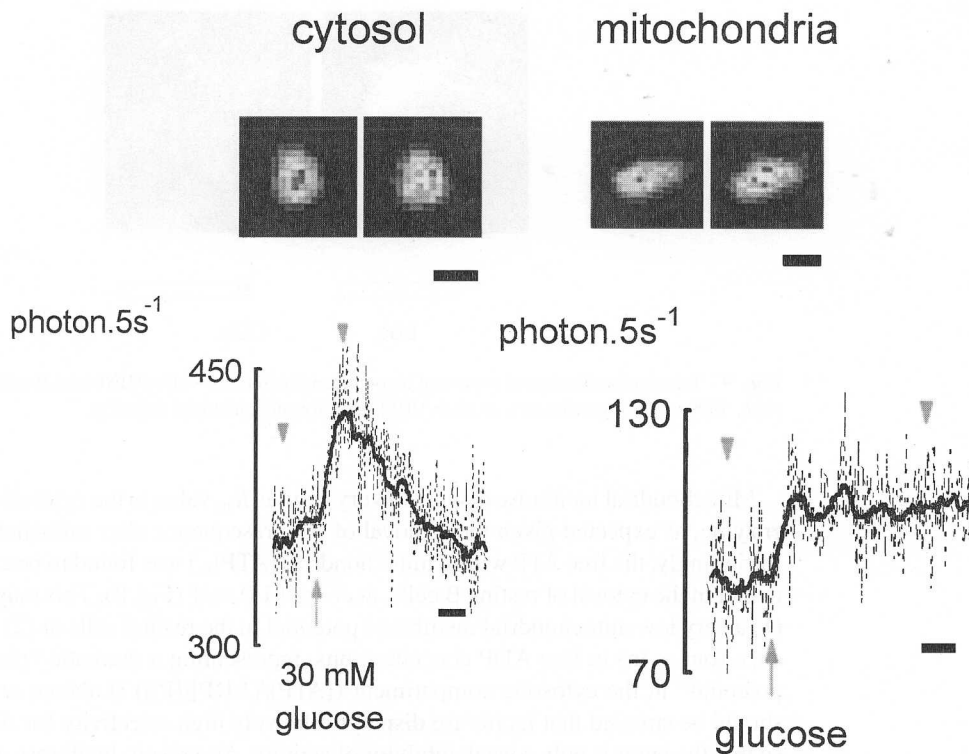 cytosol
mitochondria
photon.5s⁻¹
450
300
30 mM
glucose
photon.5s⁻¹
130
70
glucose